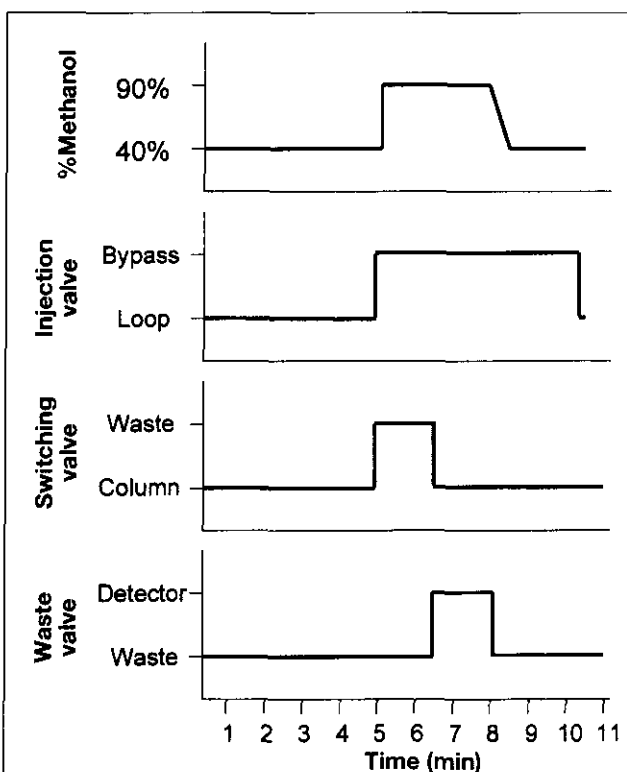 %Methanol
90%
40%
Injection
valve
Bypass
Loop
Switching
valve
Waste
Column
Waste
valve
Detector
Waste
1 2 3 4 5 6 7 8 9 10 11
Time (min)